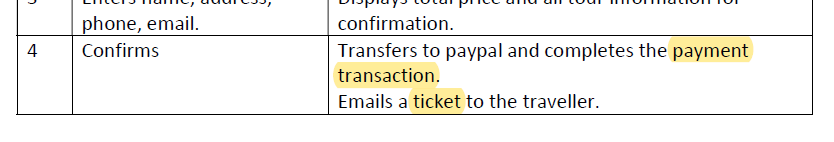 3 Enters name, address, Displays total price and all tour information for
phone, email. confirmation.
4 Confirms Transfers to paypal and completes the payment
transaction.
Emails a ticket to the traveller.